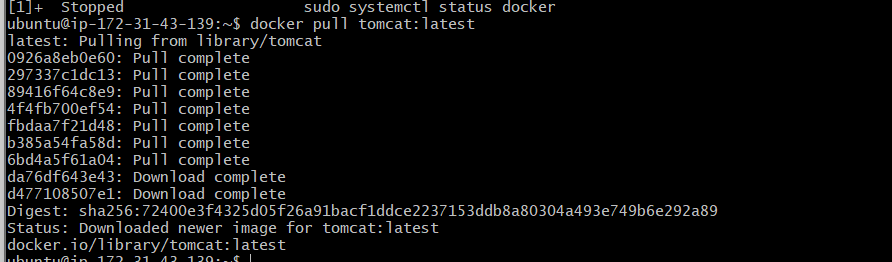 [1]+  Stopped                 sudo systemctl status docker
ubuntu@ip-172-31-43-139:~$ docker pull tomcat:latest
latest: Pulling from library/tomcat
0926a8eb0e60: Pull complete
297337c1dc13: Pull complete
89416f64c8e9: Pull complete
4f4fb700ef54: Pull complete
fbdaa7f21d48: Pull complete
b385a54fa58d: Pull complete
6bd4a5f61a04: Pull complete
da76df643e43: Download complete
d477108507e1: Download complete
Digest: sha256:72400e3f4325d05f26a91bacf1ddce2237153ddb8a80304a493e749b6e292a89
Status: Downloaded newer image for tomcat:latest
docker.io/library/tomcat:latest
ubuntu@ip-172-31-43-139:~$